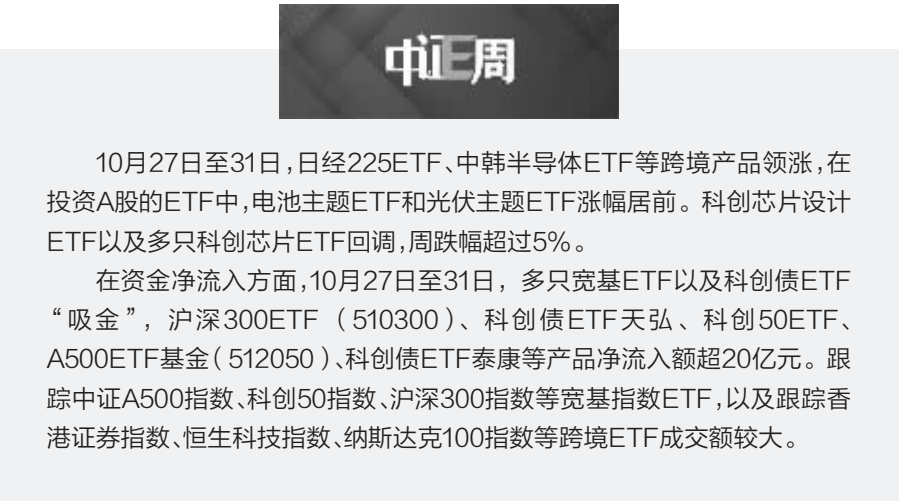 中证E周
10月27日至31日,日经225ETF、中韩半导体ETF等跨境产品领涨,在
投资A股的ETF中,电池主题ETF和光伏主题ETF涨幅居前。科创芯片设计
ETF以及多只科创芯片ETF回调,周跌幅超过5%。
在资金净流入方面,10月27日至31日,多只宽基ETF以及科创债ETF
“吸金”,沪深300ETF(510300)、科创债ETF天弘、科创50ETF、
A500ETF基金(512050)、科创债ETF泰康等产品净流入额超20亿元。跟
踪中证A500指数、科创50指数、沪深300指数等宽基指数ETF,以及跟踪香
港证券指数、恒生科技指数、纳斯达克100指数等跨境ETF成交额较大。